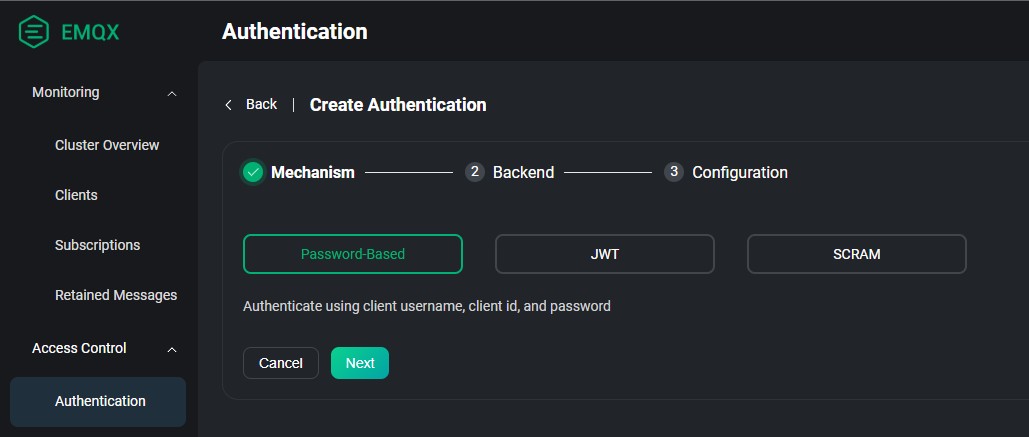 EMQX
Authentication
Monitoring
Cluster Overview
Clients
Subscriptions
Retained Messages
Access Control
Authentication
Back | Create Authentication
Mechanism 2 Backend 3 Configuration
Password-Based JWT SCRAM
Authenticate using client username, client id, and password
Cancel Next